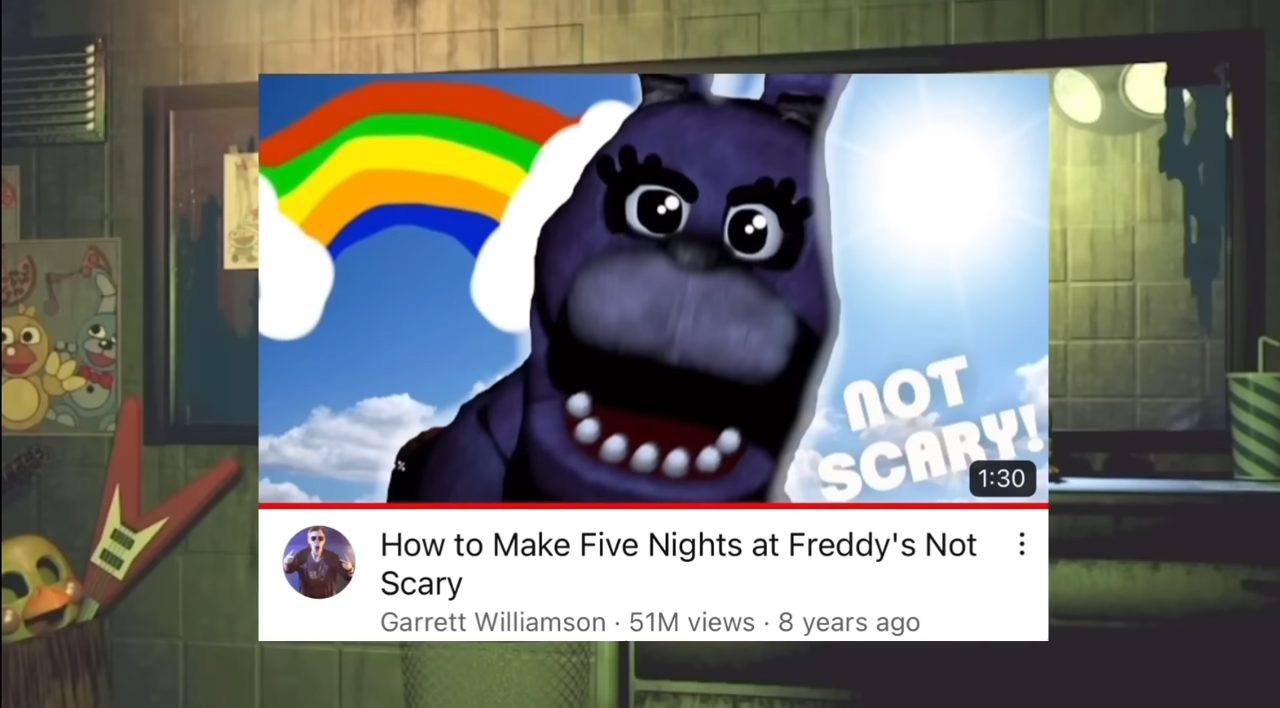 NOT
SCARY!
1:30
How to Make Five Nights at Freddy's Not
Scary
Garrett Williamson · 51M views · 8 years ago